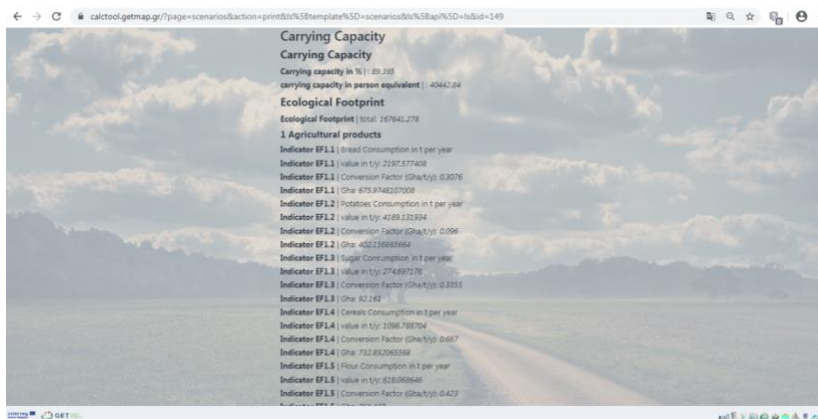 calctool.getmap.gr/?page=scenarios&action=print&ls%5Btemplate%5D=scenarios&ls%5Bapi%5D=ls&id=149
Carrying Capacity
Carrying Capacity
Carrying capacity in % | : 89.395
carrying capacity in person equivalent | : 40442.84
Ecological Footprint
Ecological Footprint | total: 167641.278
1 Agricultural products
Indicator EF1.1 | Bread Consumption in t per year
Indicator EF1.1 | value in t/y: 2197.577408
Indicator EF1.1 | Conversion Factor (Gha/t/y): 0.3076
Indicator EF1.1 | Gha: 675.9748107008
Indicator EF1.2 | Potatoes Consumption in t per year
Indicator EF1.2 | value in t/y: 4189.131934
Indicator EF1.2 | Conversion Factor (Gha/t/y): 0.096
Indicator EF1.2 | Gha: 402.156665664
Indicator EF1.3 | Sugar Consumption in t per year
Indicator EF1.3 | value in t/y: 274.697176
Indicator EF1.3 | Conversion Factor (Gha/t/y): 0.3355
Indicator EF1.3 | Gha: 92.161
Indicator EF1.4 | Cereals Consumption in t per year
Indicator EF1.4 | value in t/y: 1098.788704
Indicator EF1.4 | Conversion Factor (Gha/t/y): 0.667
Indicator EF1.4 | Gha: 732.892065568
Indicator EF1.5 | Flour Consumption in t per year
Indicator EF1.5 | value in t/y: 618.068646
Indicator EF1.5 | Conversion Factor (Gha/t/y): 0.423